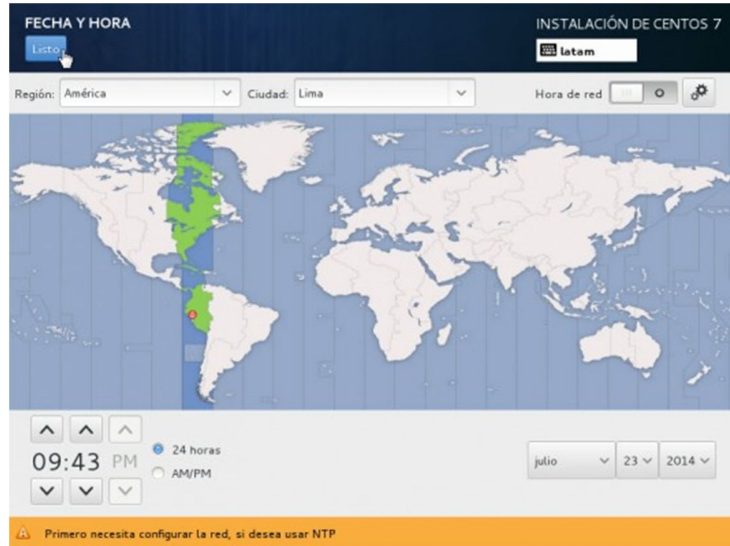 FECHA Y HORA
INSTALACIÓN DE CENTOS 7
Listo
latam
Región: América Ciudad: Lima Hora de red
09:43 PM
24 horas
AM/PM
julio 23 2014
Primero necesita configurar la red, si desea usar NTP